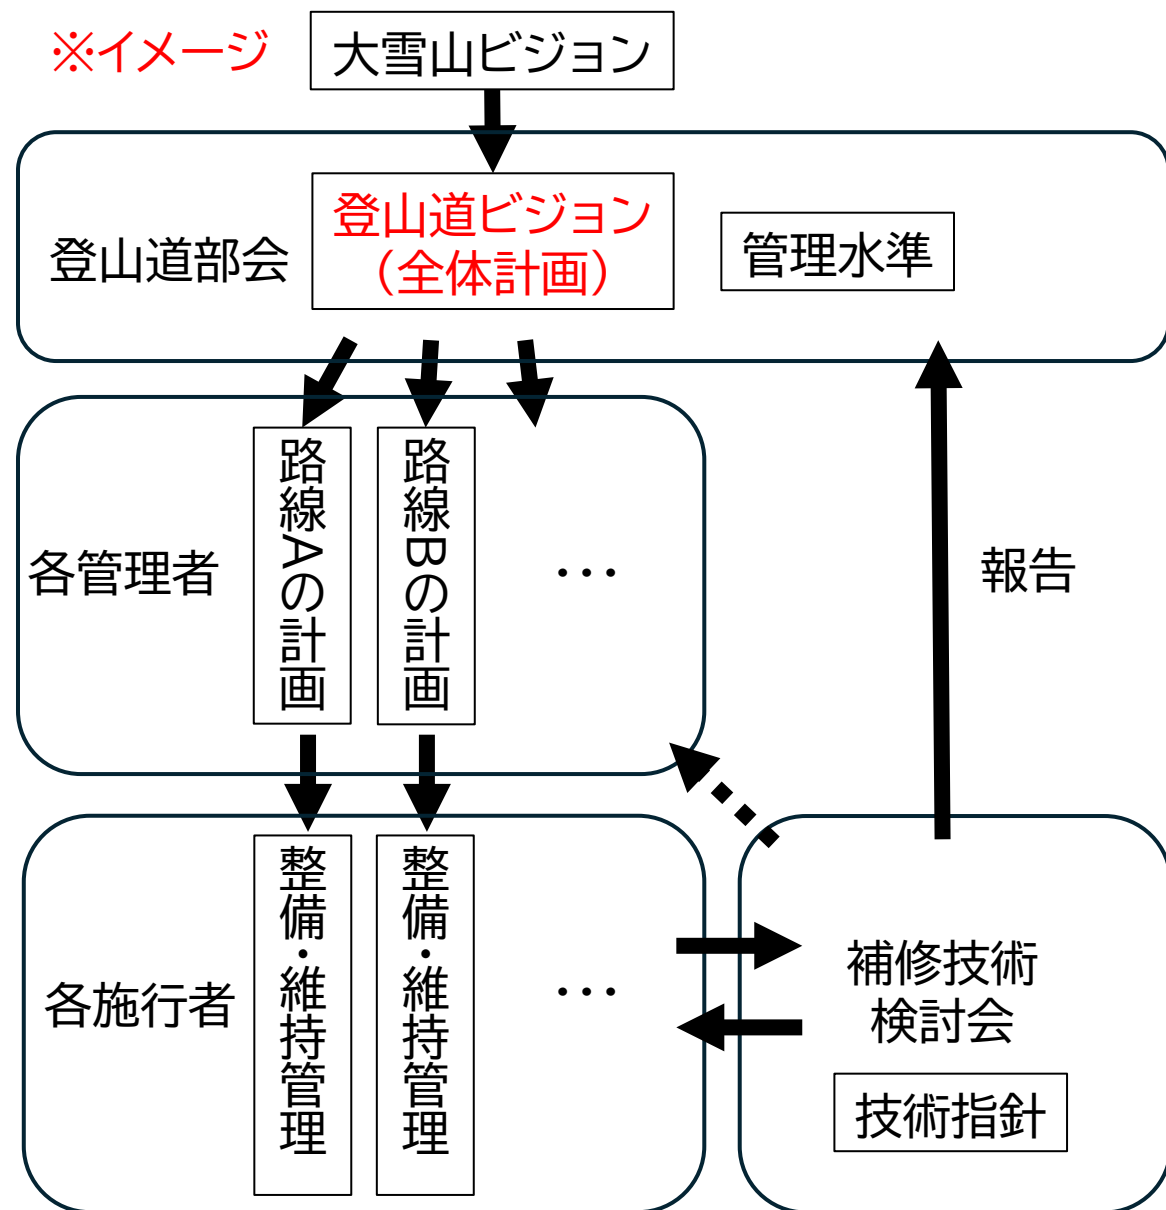 ※イメージ
大雪山ビジョン
登山道部会
登山道ビジョン
（全体計画）
管理水準
各管理者
路線Aの計画
路線Bの計画
…
報告
各施行者
整備・維持管理
整備・維持管理
…
補修技術
検討会
技術指針